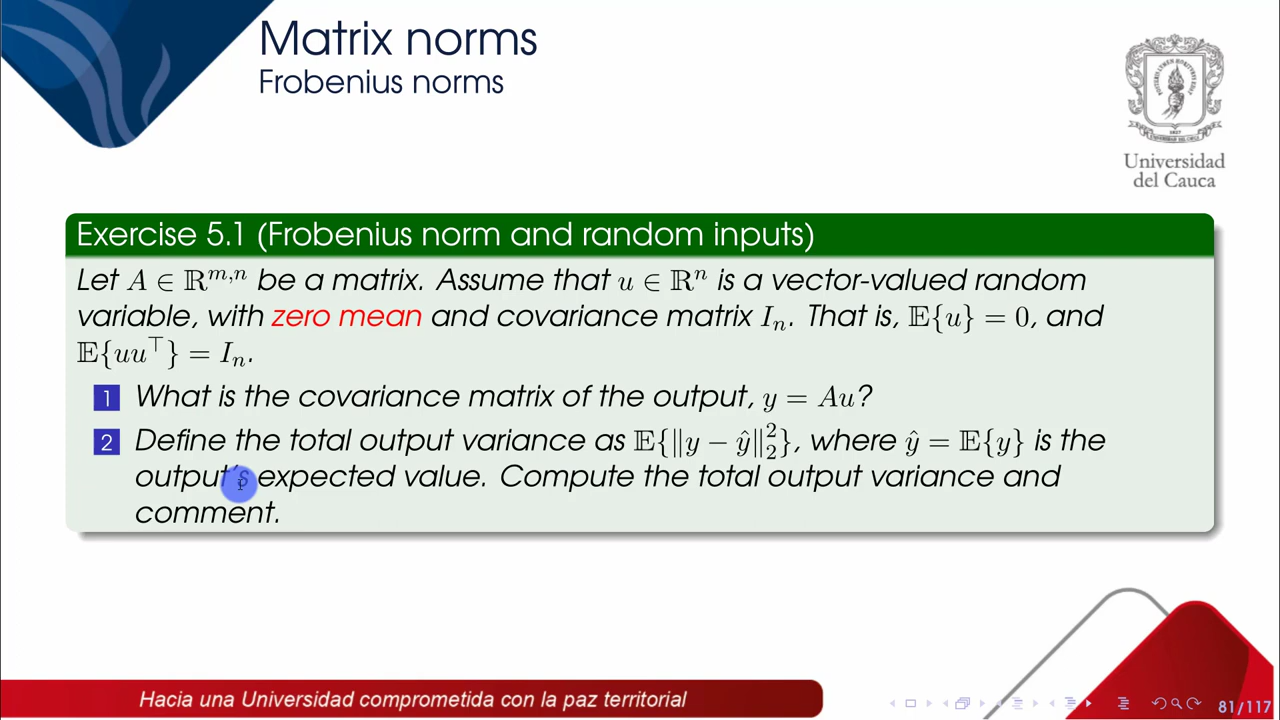 Matrix norms
Frobenius norms
Universidad
del Cauca
Exercise 5.1 (Frobenius norm and random inputs)
Let A ∈ ℝ^{m,n} be a matrix. Assume that u ∈ ℝ^n is a vector-valued random
variable, with zero mean and covariance matrix I_n. That is, 𝔼{u} = 0, and
𝔼{uu^⊤} = I_n.
1 What is the covariance matrix of the output, y = Au?
2 Define the total output variance as 𝔼{‖y − ŷ‖_2^2}, where ŷ = 𝔼{y} is the
output's expected value. Compute the total output variance and
comment.
Hacia una Universidad comprometida con la paz territorial
81/117